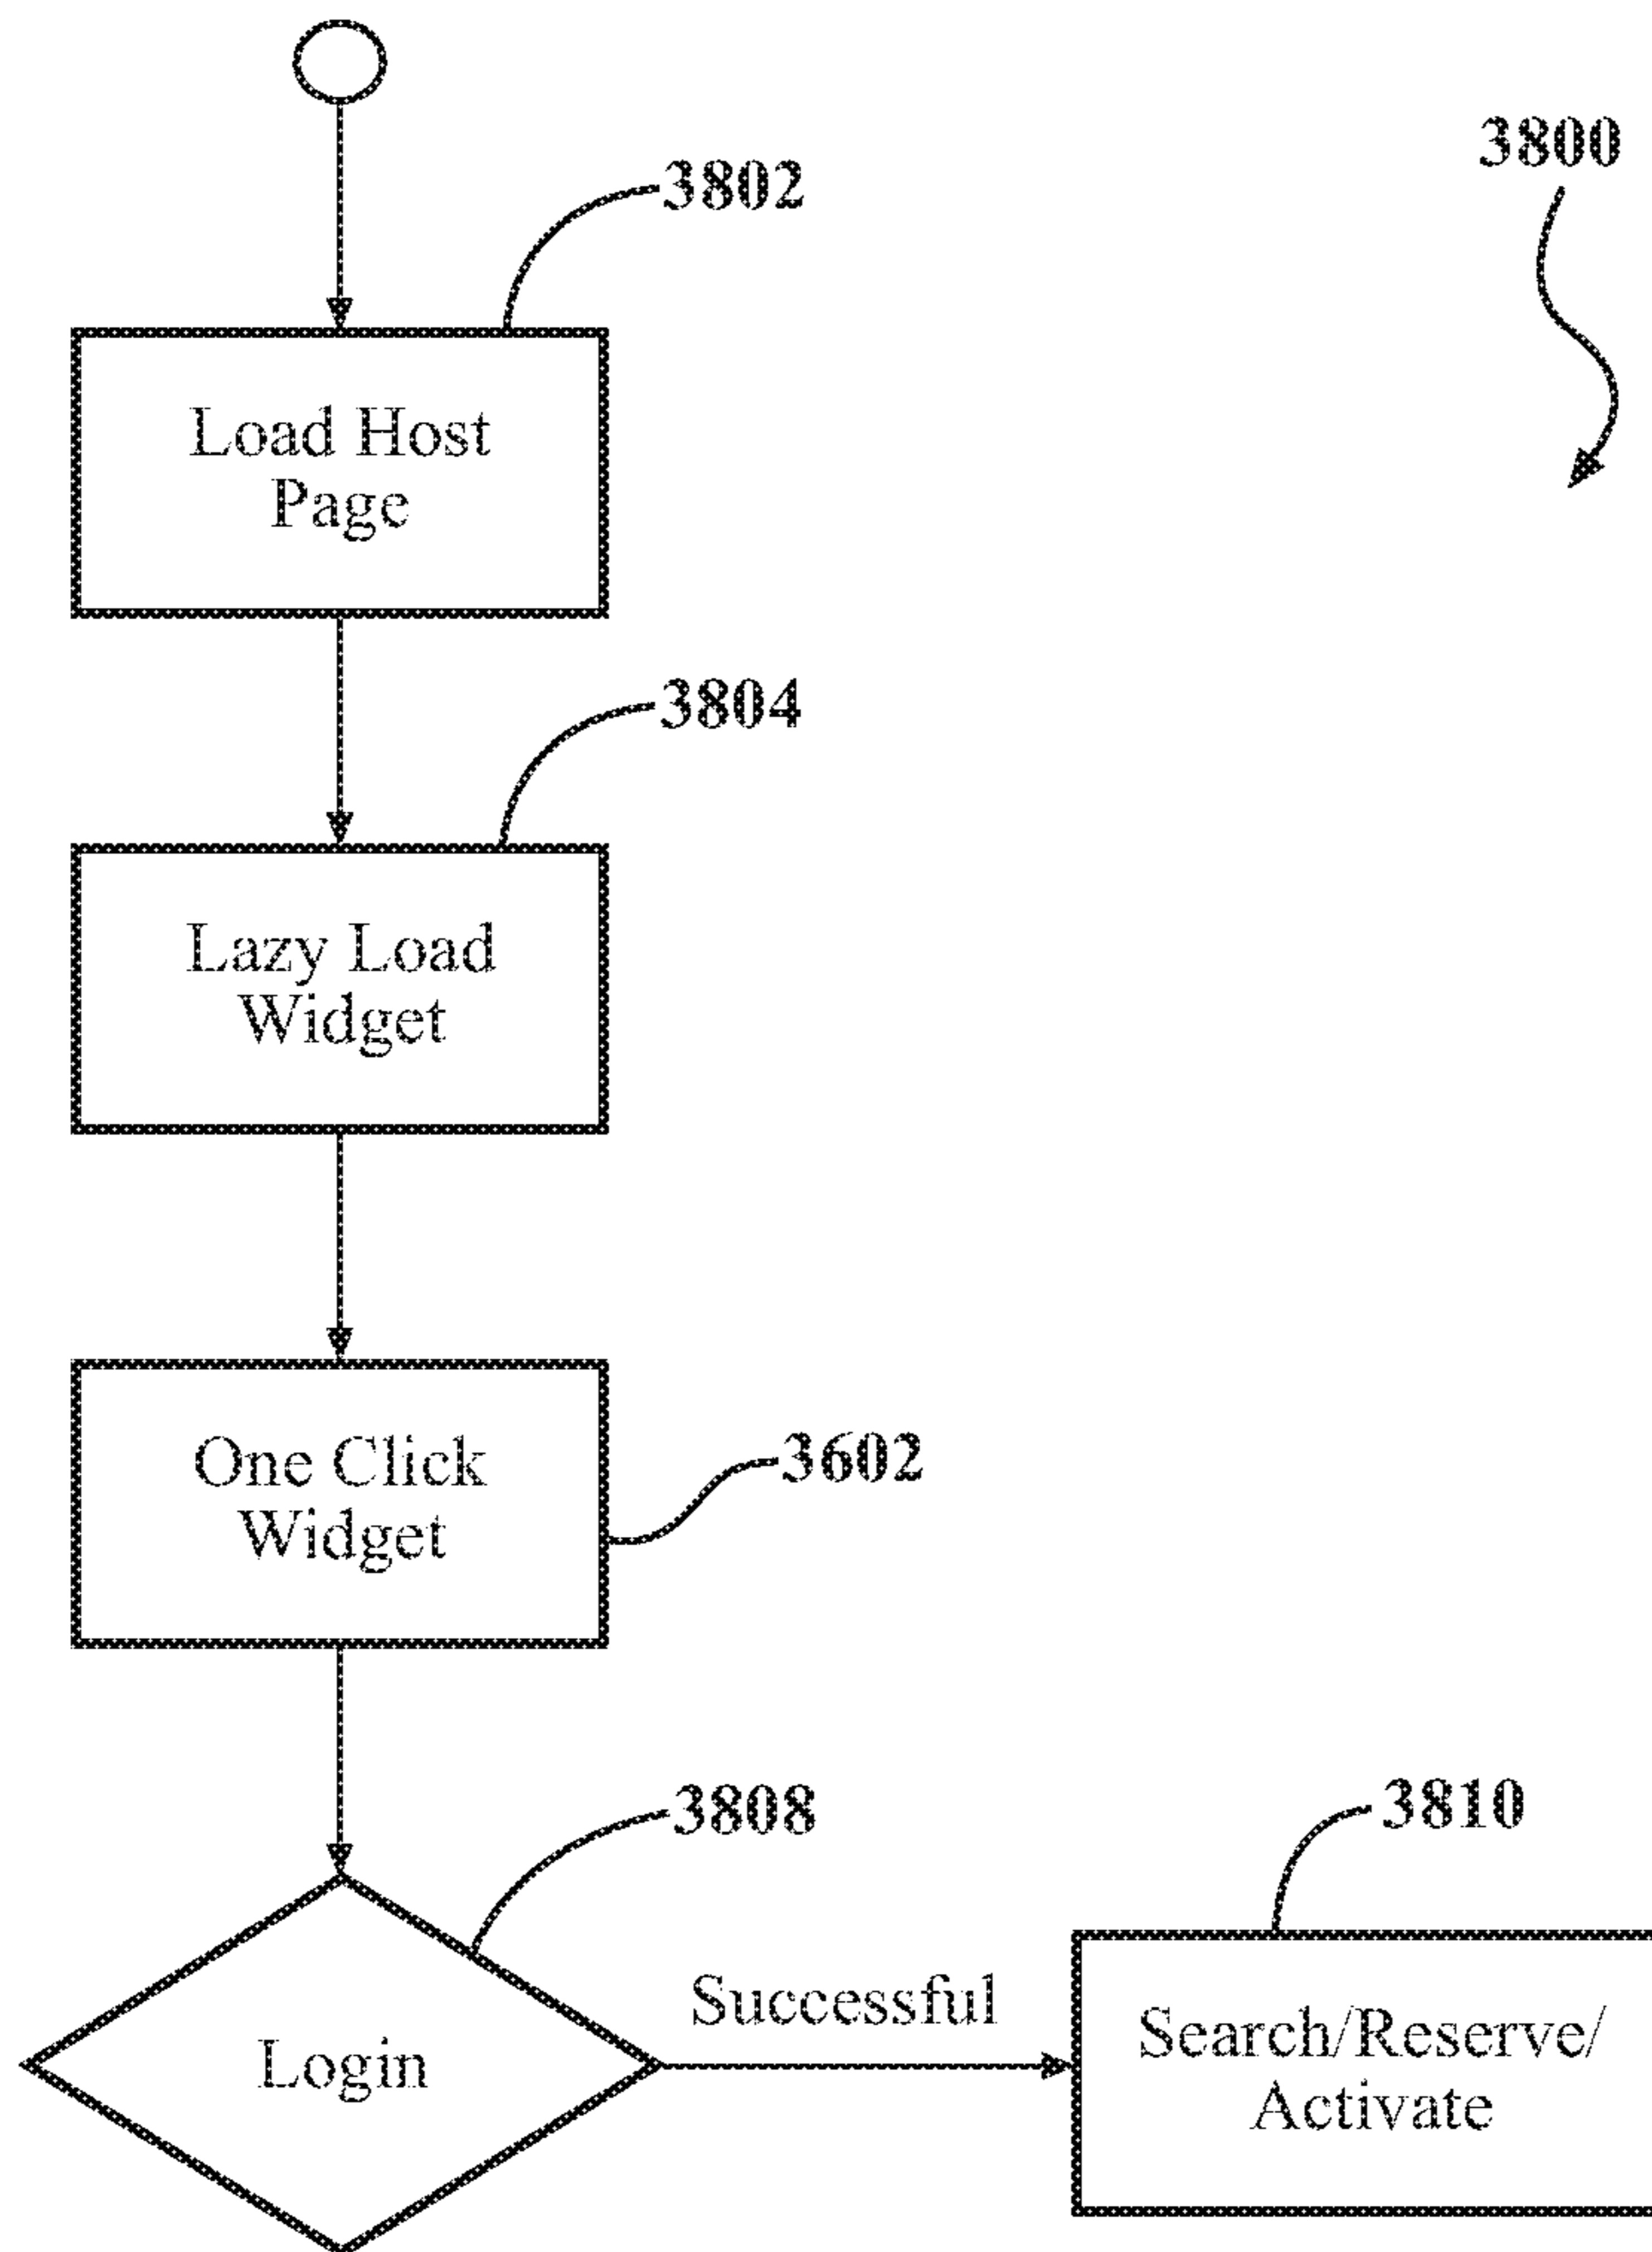 3800
3802
Load Host
Page
3804
Lazy Load
Widget
One Click
Widget
3602
3808
3810
Login
Successful
Search/Reserve/
Activate